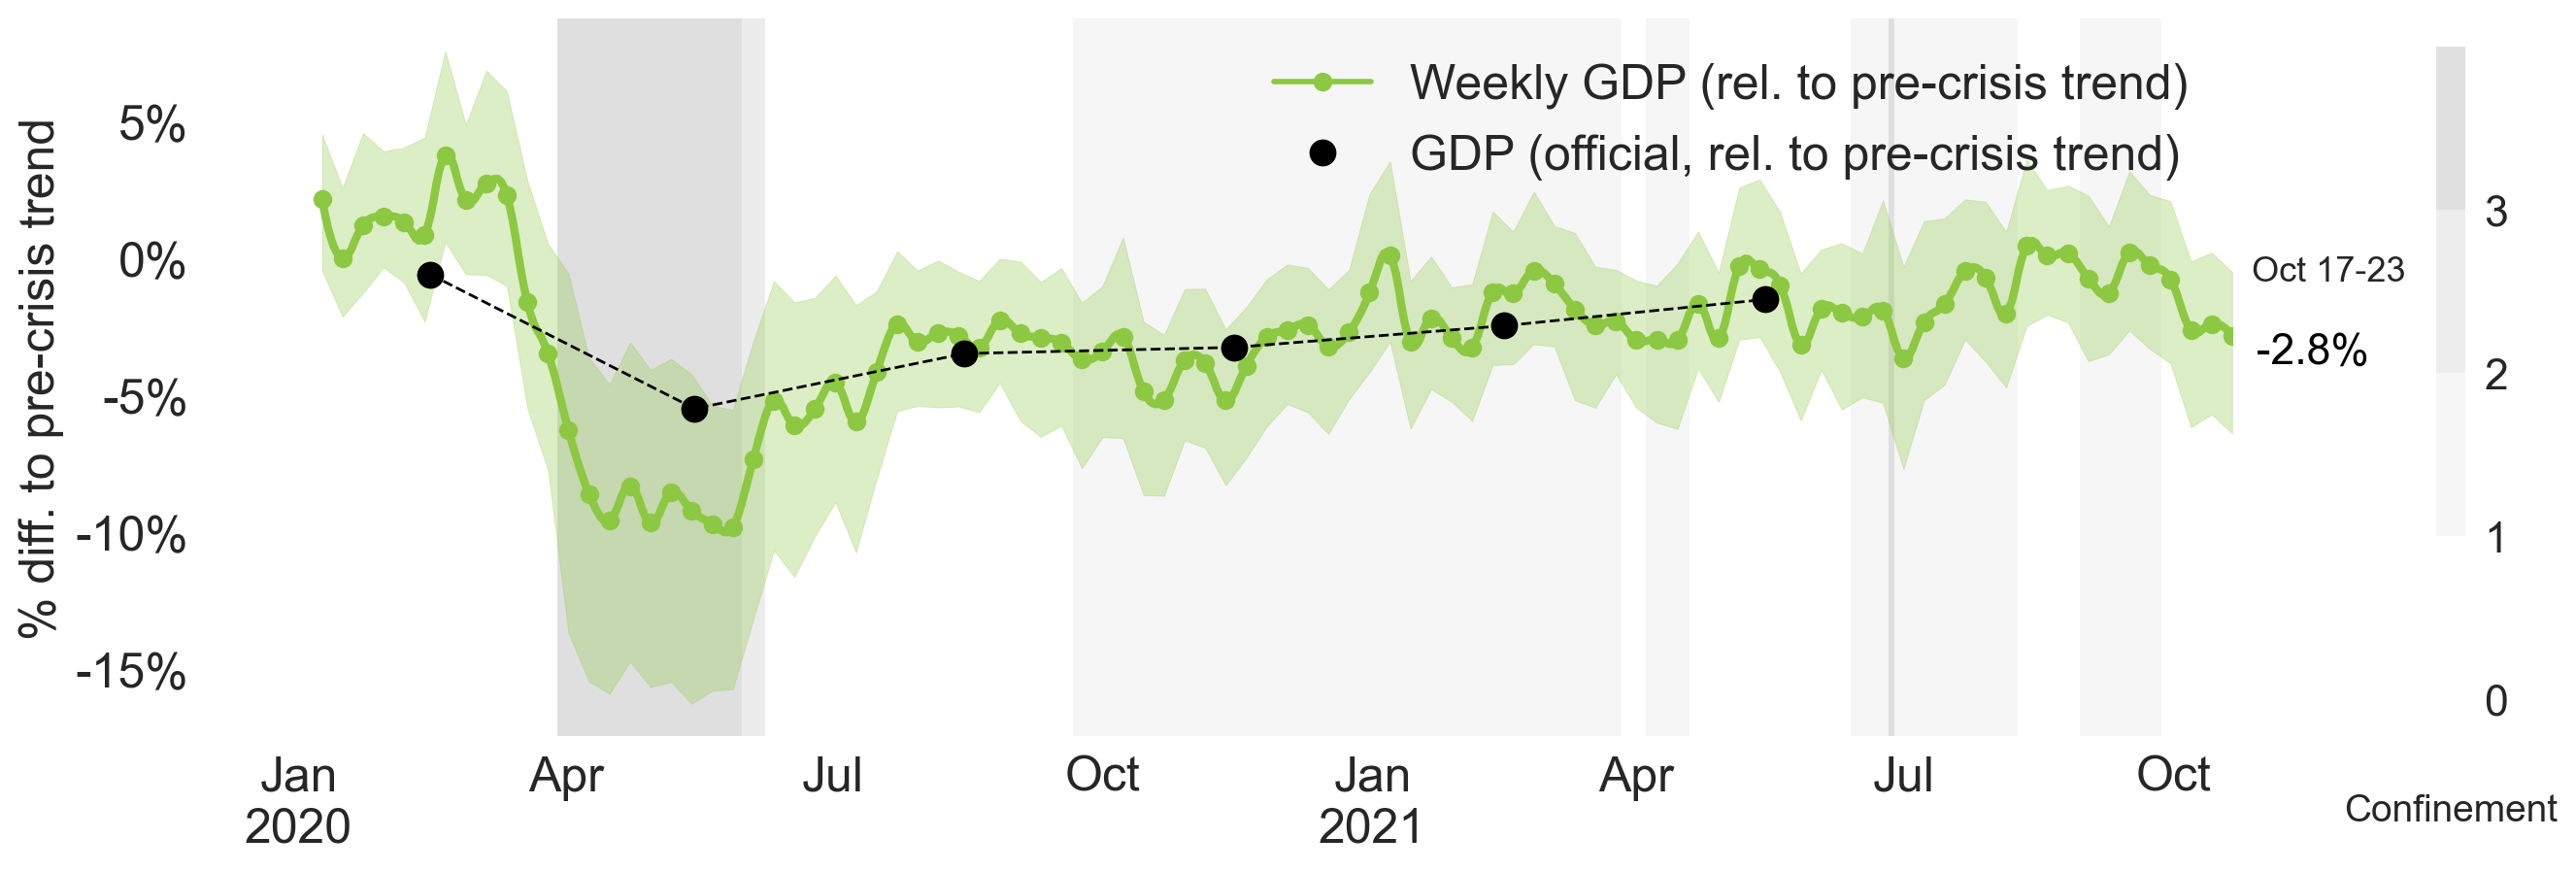 % diff. to pre-crisis trend
5%
0%
-5%
-10%
-15%
Weekly GDP (rel. to pre-crisis trend)
GDP (official, rel. to pre-crisis trend)
Oct 17-23
-2.8%
3
2
1
0
Confinement
Jan Apr Jul Oct Jan Apr Jul Oct
2020 2021